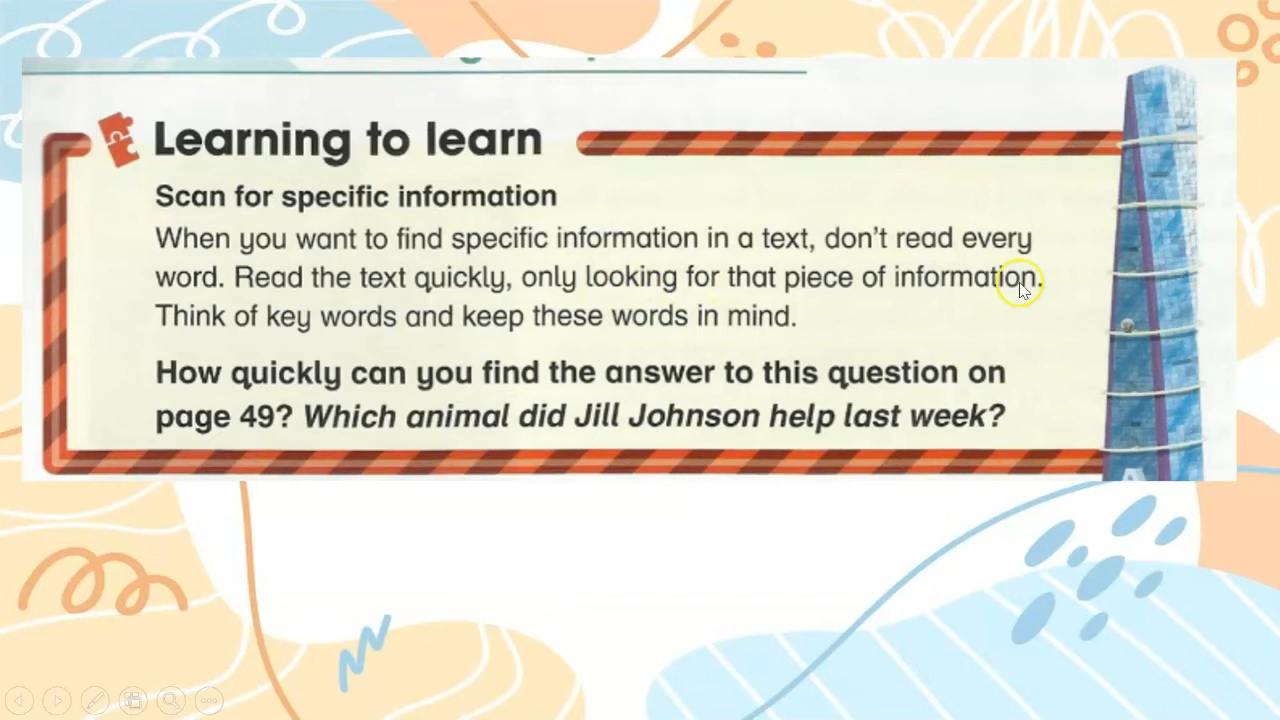 Learning to learn
Scan for specific information
When you want to find specific information in a text, don't read every
word. Read the text quickly, only looking for that piece of information.
Think of key words and keep these words in mind.
How quickly can you find the answer to this question on
page 49? Which animal did Jill Johnson help last week?